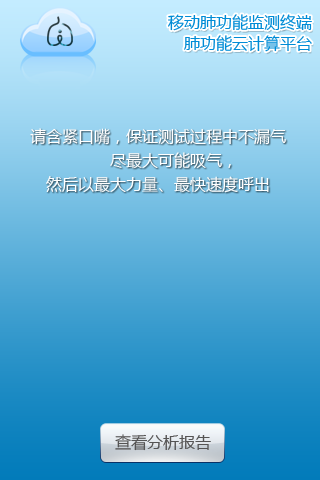 移动肺功能监测终端
肺功能云计算平台
请含紧口嘴，保证测试过程中不漏气
尽最大可能吸气，
然后以最大力量、最快速度呼出
查看分析报告